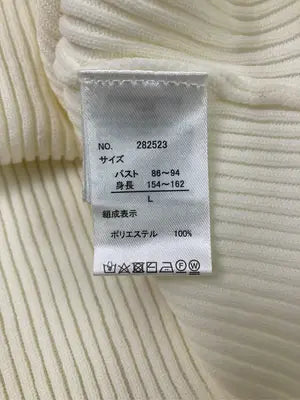 NO. 282523
サイズ
バスト 86～94
身長 154～162
L
組成表示
ポリエステル 100%